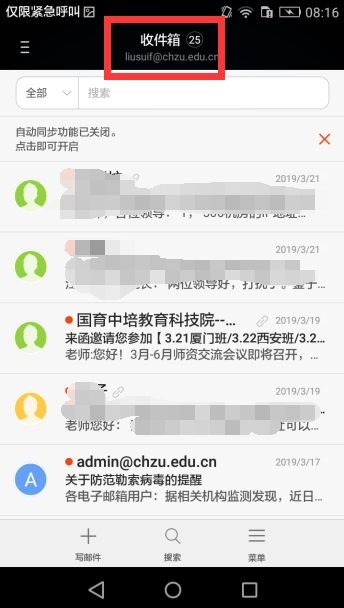 仅限紧急呼叫
08:16
收件箱 25
liusuif@chzu.edu.cn
全部 搜索
自动同步功能已关闭。
点击即可开启
2019/3/21
2019/3/21
国育中培教育科技院--... 2019/3/19
来函邀请您参加【3.21厦门班/3.22西安班/3.2...
老师:您好！3月-6月师资交流会议即将召开，...
2019/3/19
老师您好：
admin@chzu.edu.cn 2019/3/17
A
关于防范勒索病毒的提醒
各电子邮箱用户：据相关机构监测发现，近日...
写邮件 搜索 菜单